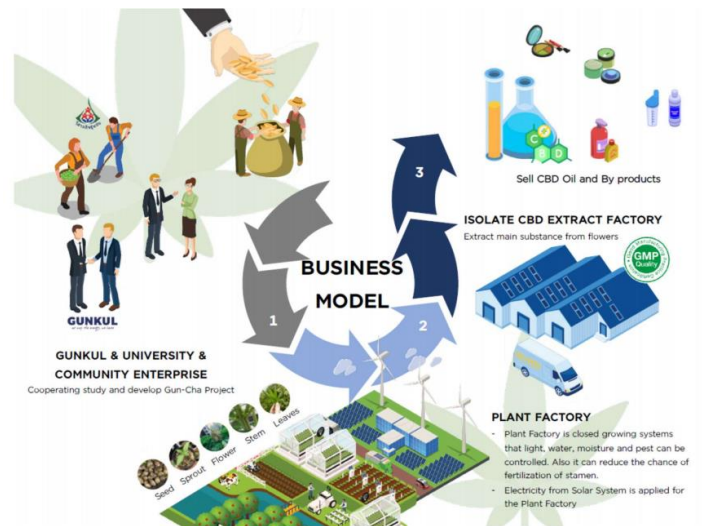 GUNKUL
GUNKUL & UNIVERSITY &
COMMUNITY ENTERPRISE
Cooperating study and develop Gun-Cha Project
BUSINESS
MODEL
1
2
3
Seed
Sprout
Flower
Stem
Leaves
C
B
D
Sell CBD Oil and By products
ISOLATE CBD EXTRACT FACTORY
Extract main substance from flowers
GMP
Quality
PLANT FACTORY
- Plant Factory is closed growing systems
that light, water, moisture and pest can be
controlled. Also it can reduce the chance of
fertilization of stamen.
- Electricity from Solar System is applied for
the Plant Factory